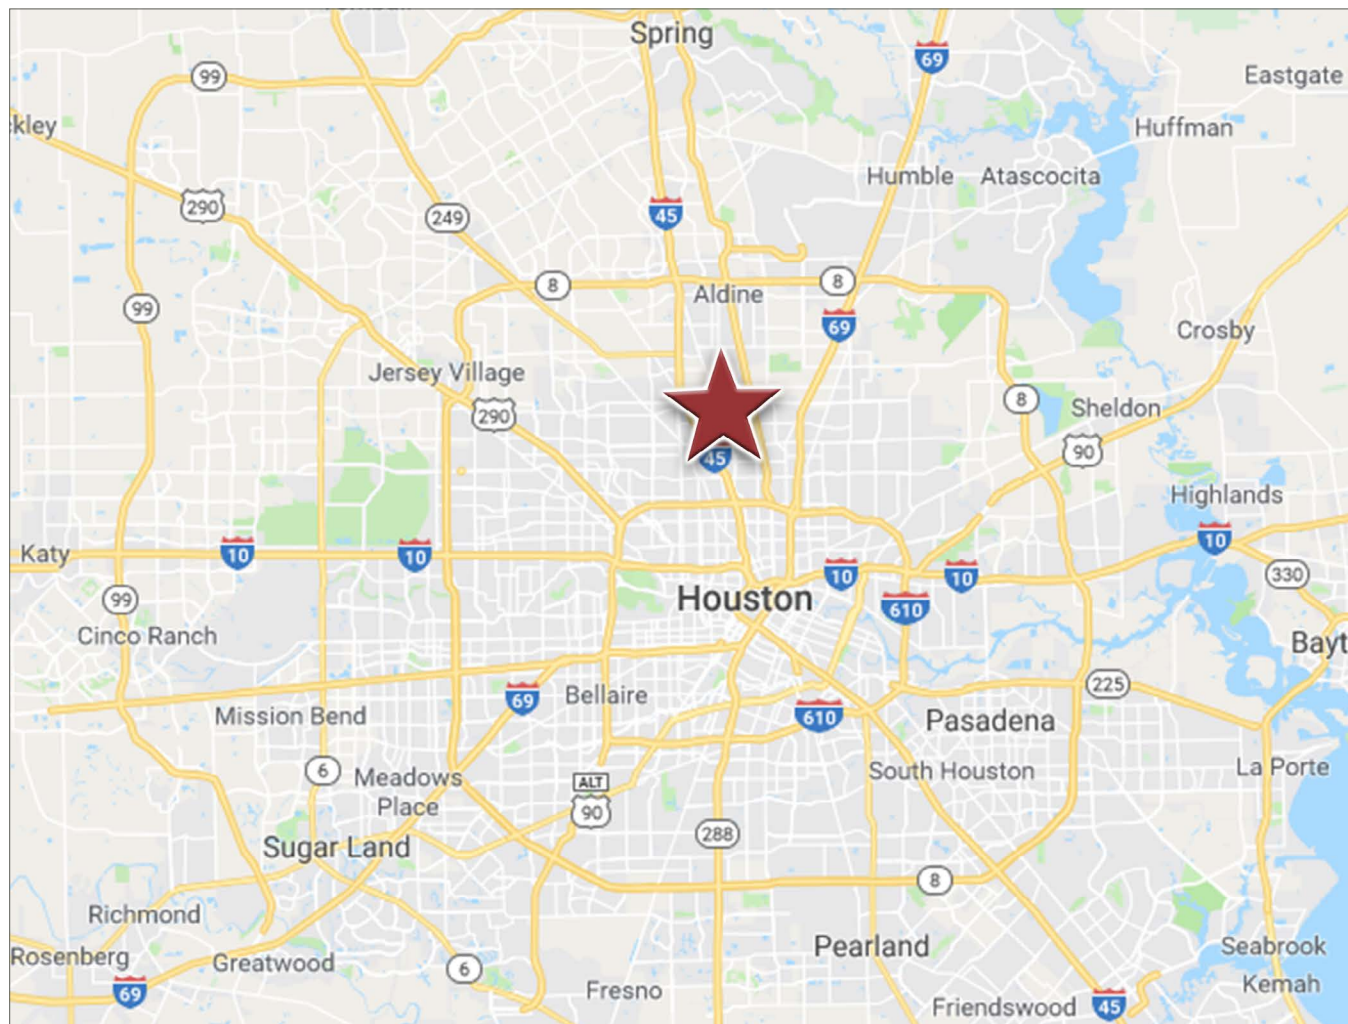 Spring
69
99
Eastgate
ckley
Huffman
Humble
Atascocita
290
249
45
8
8
Aldine
99
69
Crosby
Jersey Village
290
8
Sheldon
90
45
Highlands
10
Katy
10
10
10
10
330
99
Houston
610
Cinco Ranch
Bayt
225
69
Bellaire
Mission Bend
610
Pasadena
6
Meadows
Place
South Houston
La Porte
ALT
90
288
Sugar Land
8
Richmond
Pearland
Seabrook
Rosenberg
Greatwood
6
Kemah
69
Fresno
Friendswood
45